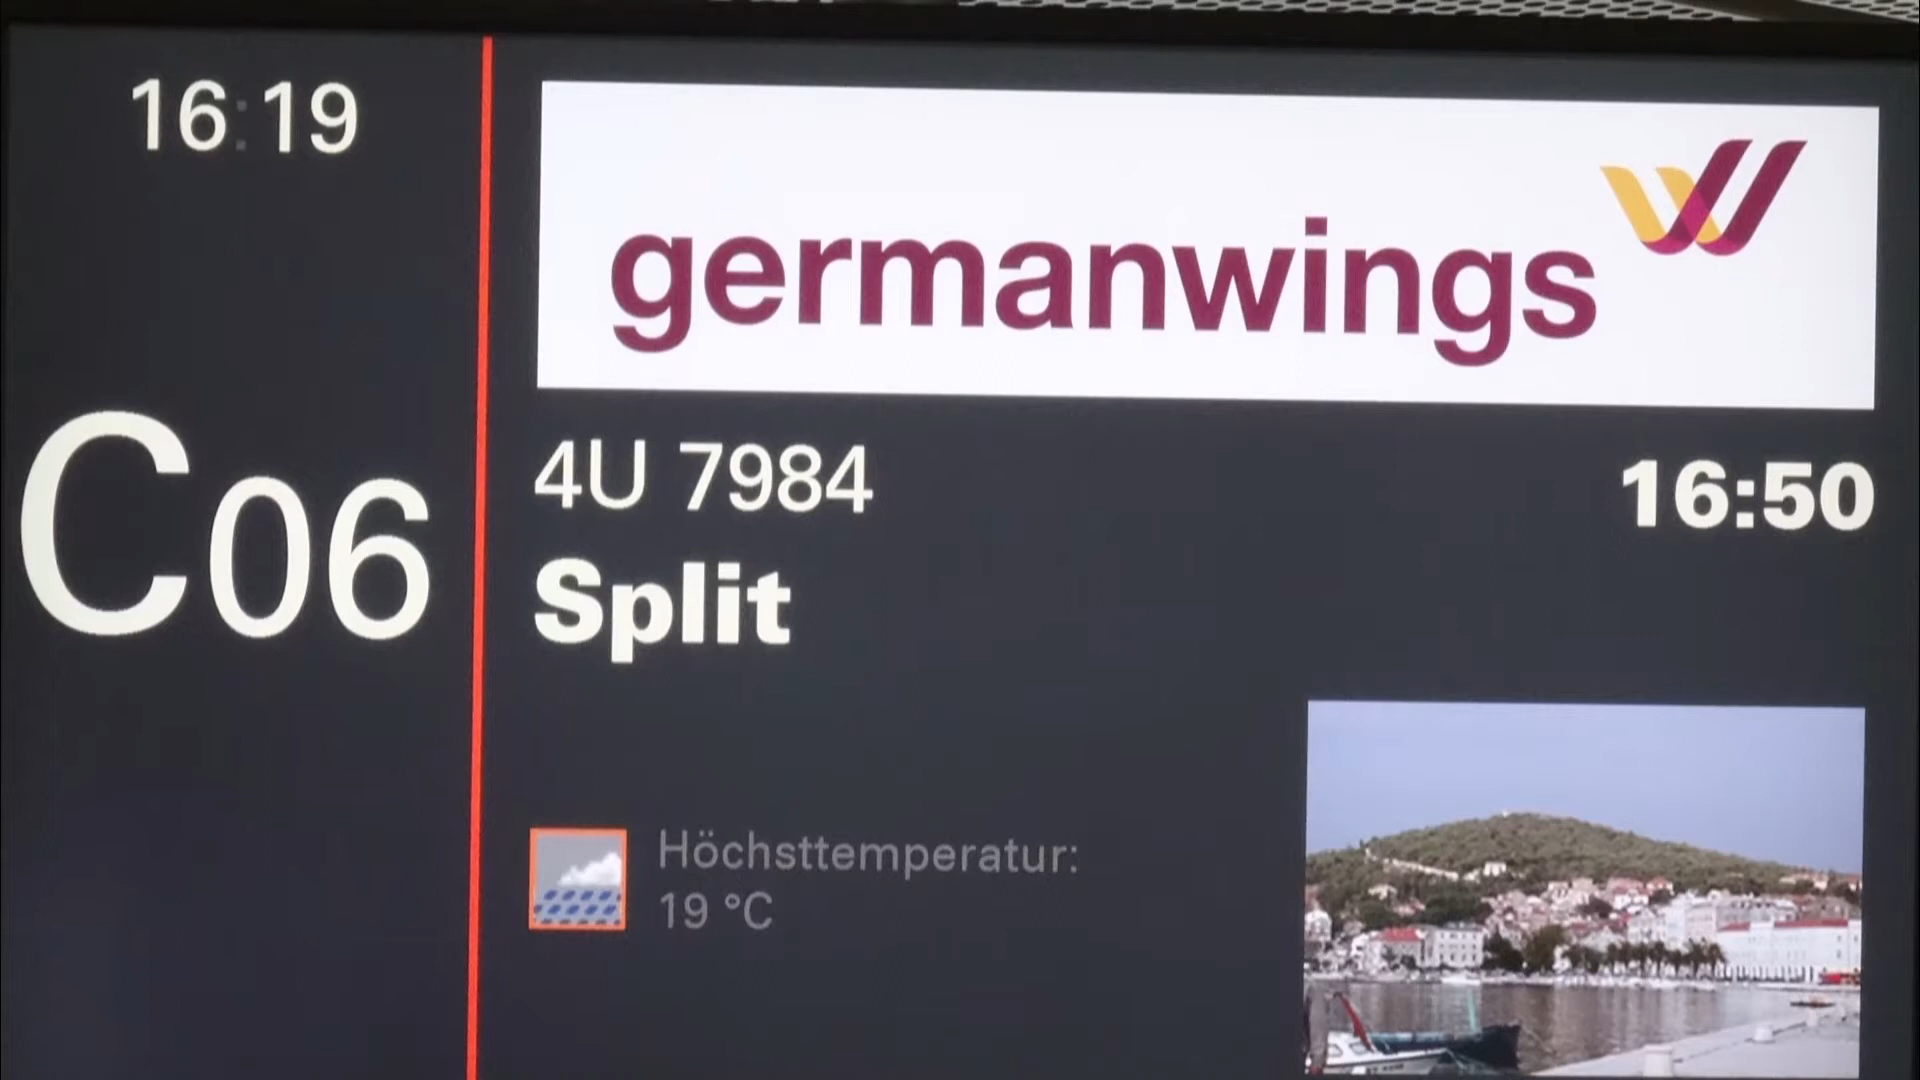 16:19
germanwings
C06
4U 7984
16:50
Split
Höchsttemperatur:
19 °C